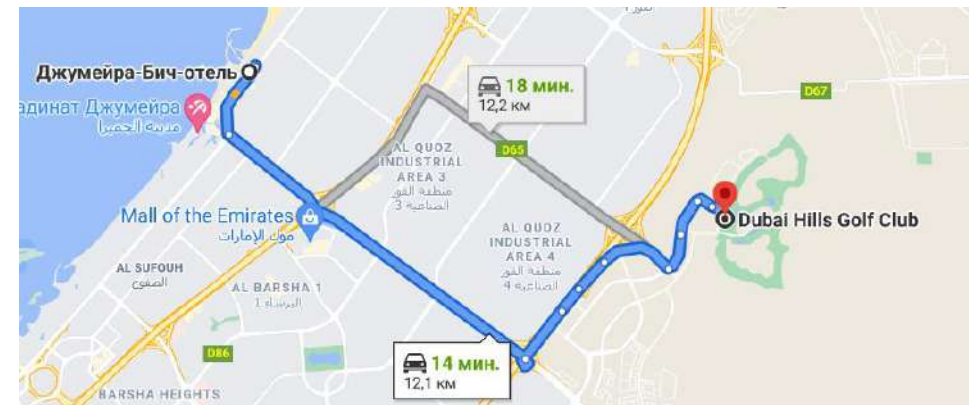 Джумейра-Бич-отель
адинат Джумейра
مدينة الجميرا
18 мин.
12,2 км
D67
D65
AL QUOZ
INDUSTRIAL
AREA 3
منطقة القوز
الصناعية 3
Mall of the Emirates
مول الإمارات
Dubai Hills Golf Club
AL QUOZ
INDUSTRIAL
AREA 4
منطقة القوز
الصناعية 4
AL SUFOUH
الصفوح
AL BARSHA 1
البرشاء 1
D86
14 мин.
12,1 км
BARSHA HEIGHTS